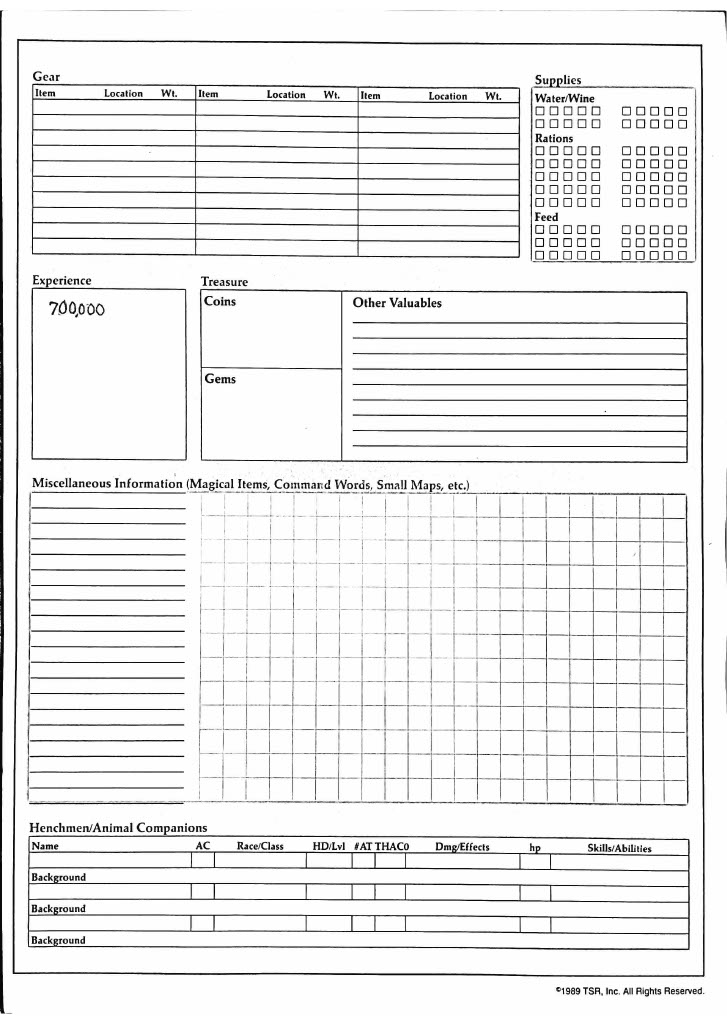 Gear
Supplies
Item Location Wt. Item Location Wt. Item Location Wt.
Water/Wine
Rations
Feed
Experience
700,000
Treasure
Coins
Gems
Other Valuables
Miscellaneous Information (Magical Items, Command Words, Small Maps, etc.)
Henchmen/Animal Companions
Name AC Race/Class HD/Lvl #AT THAC0 Dmg/Effects hp Skills/Abilities
Background
Background
Background
©1989 TSR, Inc. All Rights Reserved.